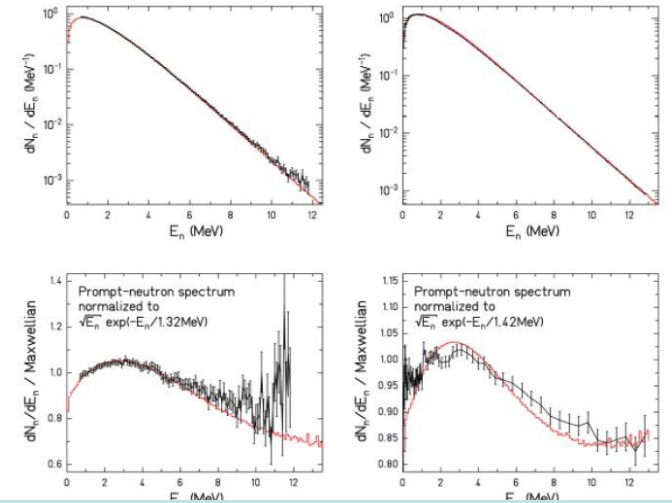 10⁰
10⁻¹
10⁻²
10⁻³
dNₙ / dEₙ (MeV⁻¹)
0 2 4 6 8 10 12
Eₙ (MeV)
10⁰
10⁻¹
10⁻²
10⁻³
dNₙ / dEₙ (MeV⁻¹)
0 2 4 6 8 10 12
Eₙ (MeV)
1.4
1.2
1.0
0.8
0.6
dNₙ/dEₙ / Maxwellian
Prompt-neutron spectrum
normalized to
√Eₙ exp(-Eₙ/1.32MeV)
0 2 4 6 8 10 12
E (MeV)
1.15
1.10
1.05
1.00
0.95
0.90
0.85
0.80
dNₙ/dEₙ / Maxwellian
Prompt-neutron spectrum
normalized to
√Eₙ exp(-Eₙ/1.42MeV)
0 2 4 6 8 10 12
E (MeV)